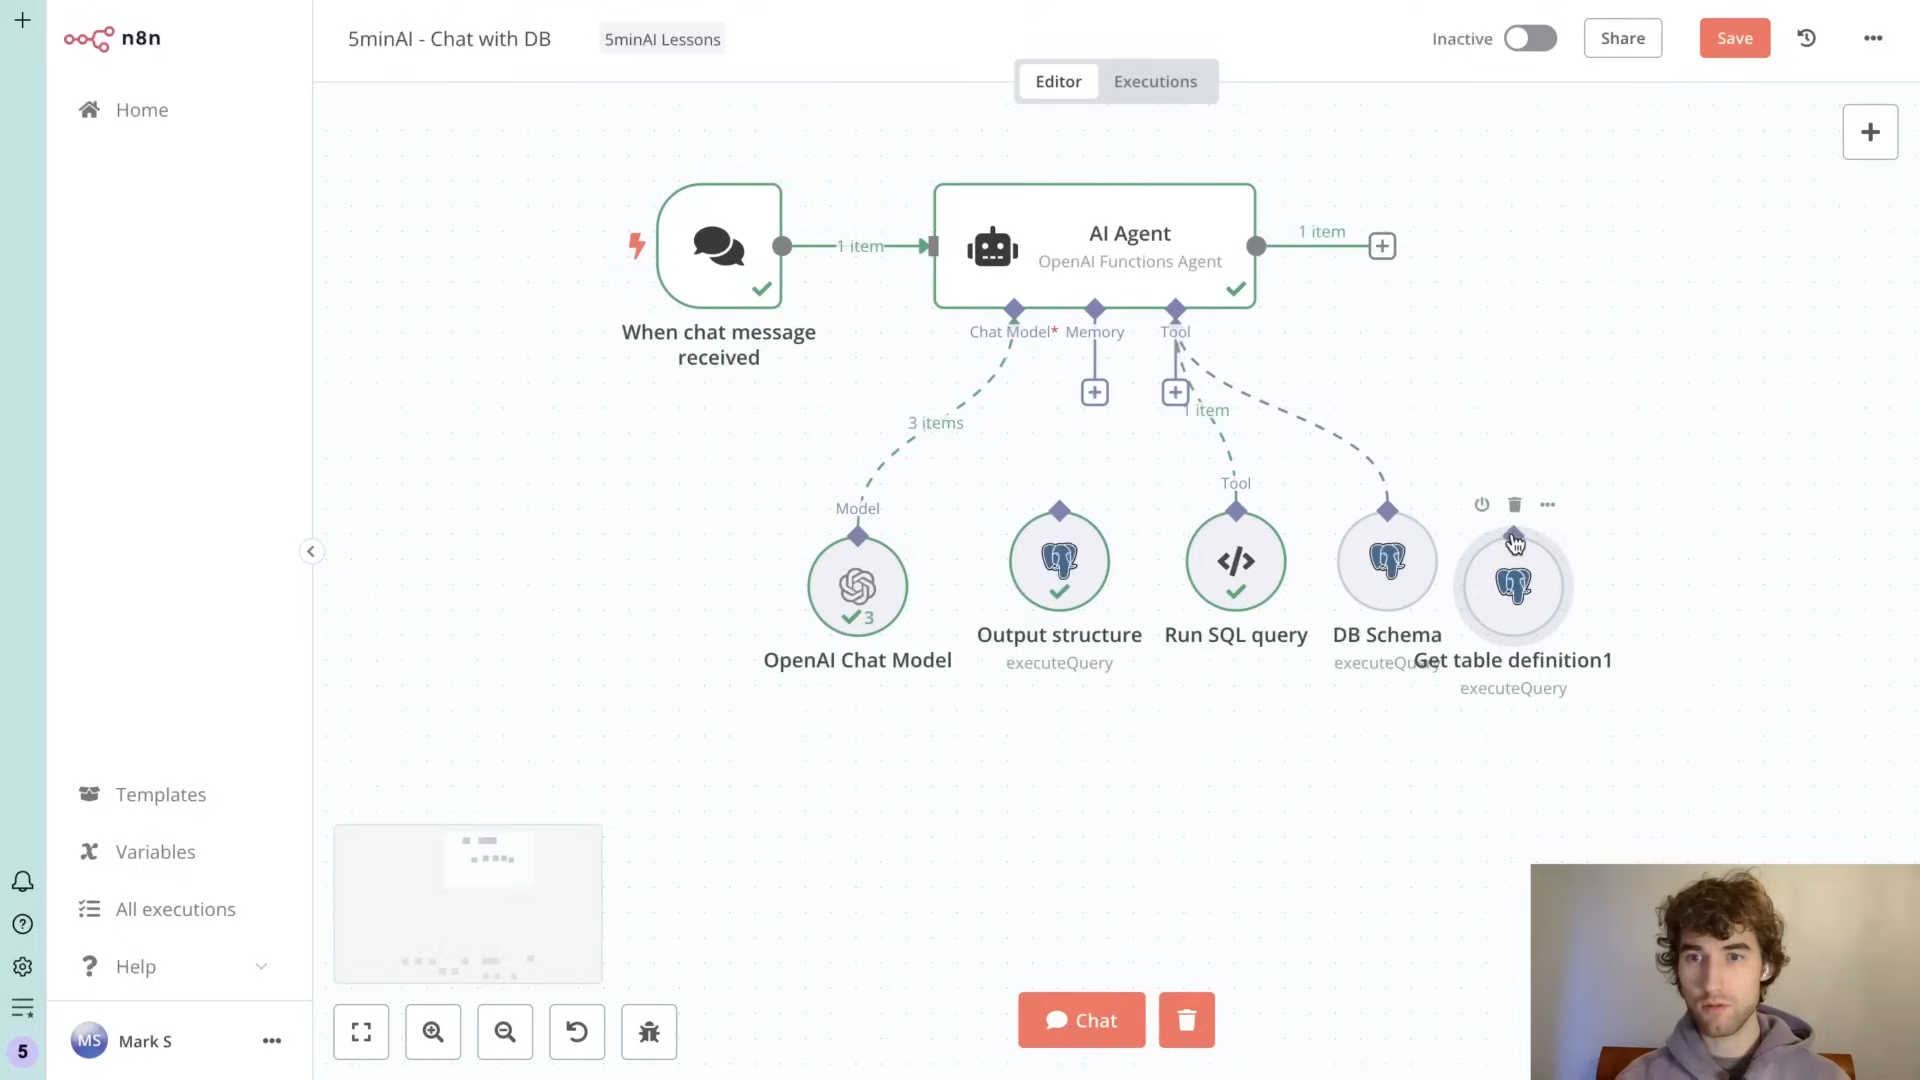 n8n
5minAI - Chat with DB
5minAI Lessons
Inactive
Share
Save
Editor
Executions
Home
1 item
AI Agent
OpenAI Functions Agent
1 item
When chat message
received
Chat Model*
Memory
Tool
1 item
3 items
Tool
Model
3
Output structure
executeQuery
Run SQL query
DB Schema
OpenAI Chat Model
Get table definition1
executeQuery
Templates
Variables
All executions
Help
Chat
MS
Mark S
5